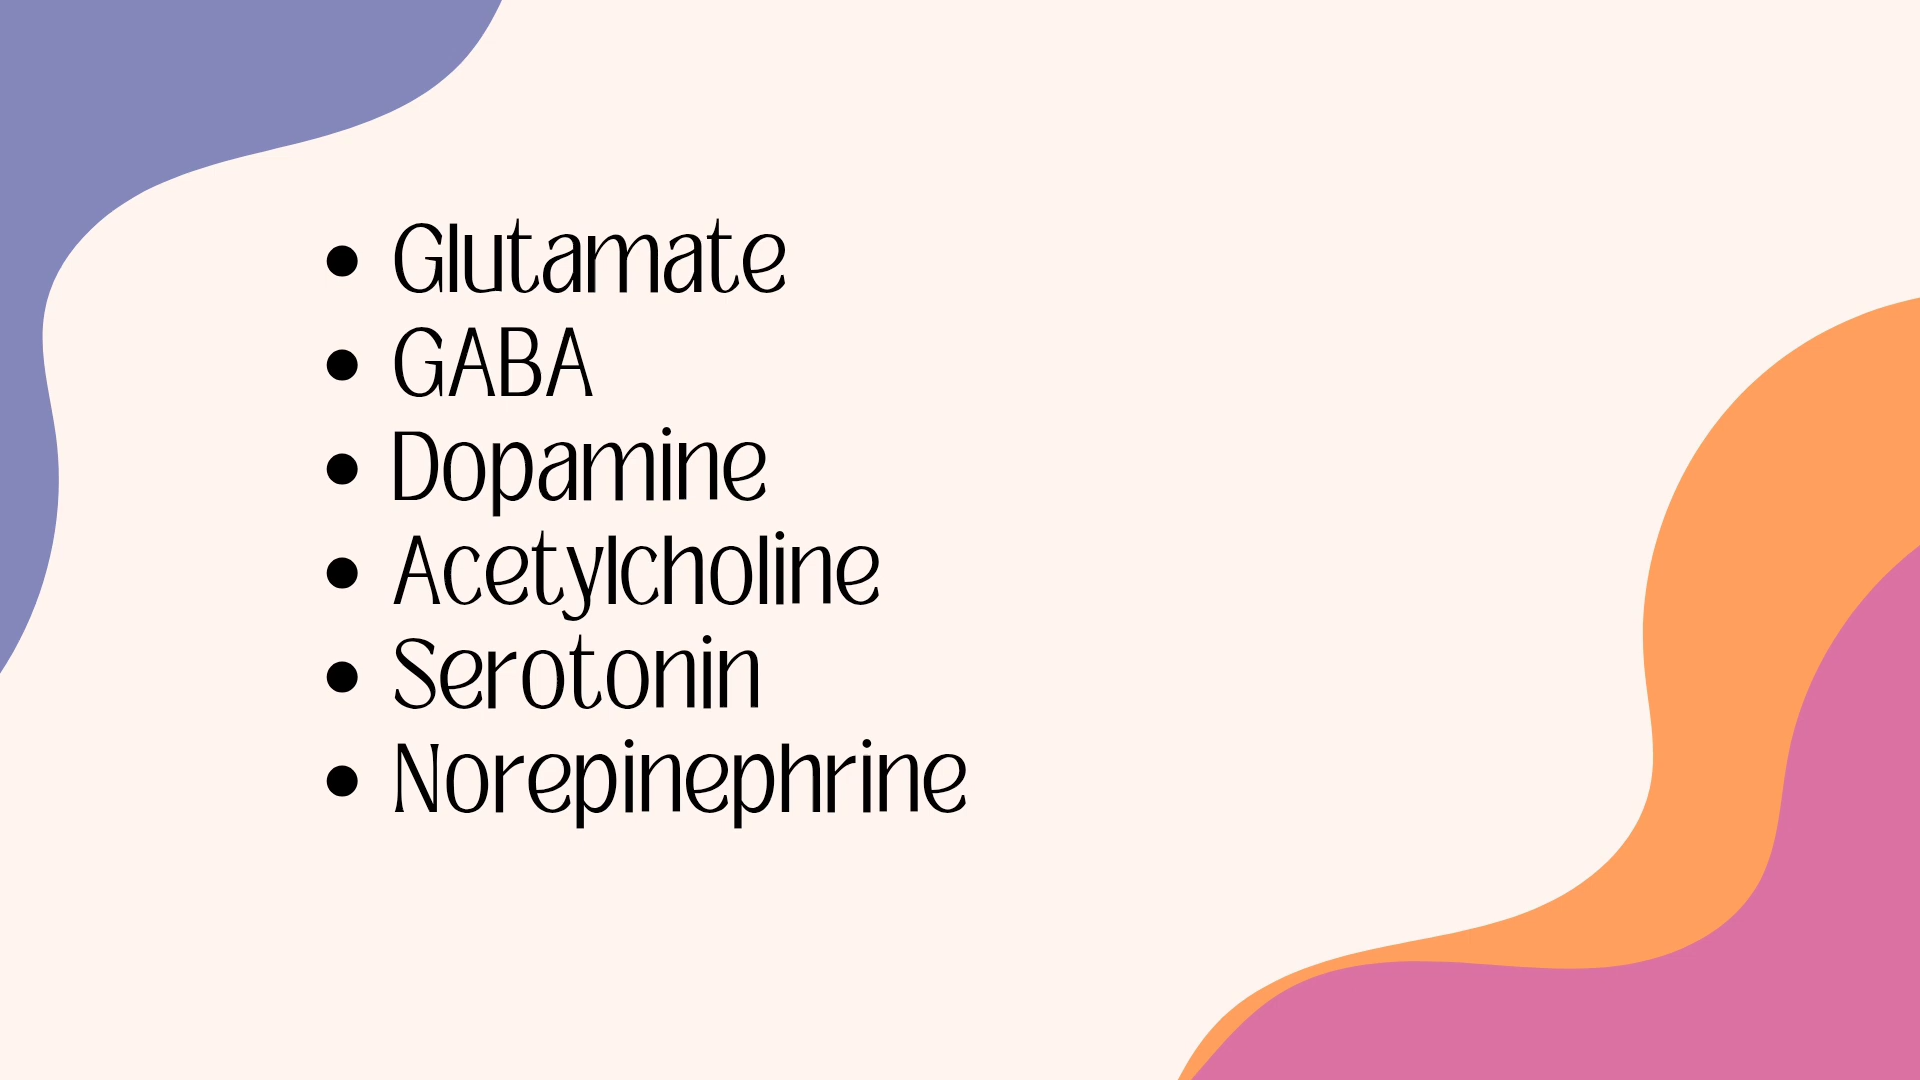 • Glutamate
• GABA
• Dopamine
• Acetylcholine
• Serotonin
• Norepinephrine